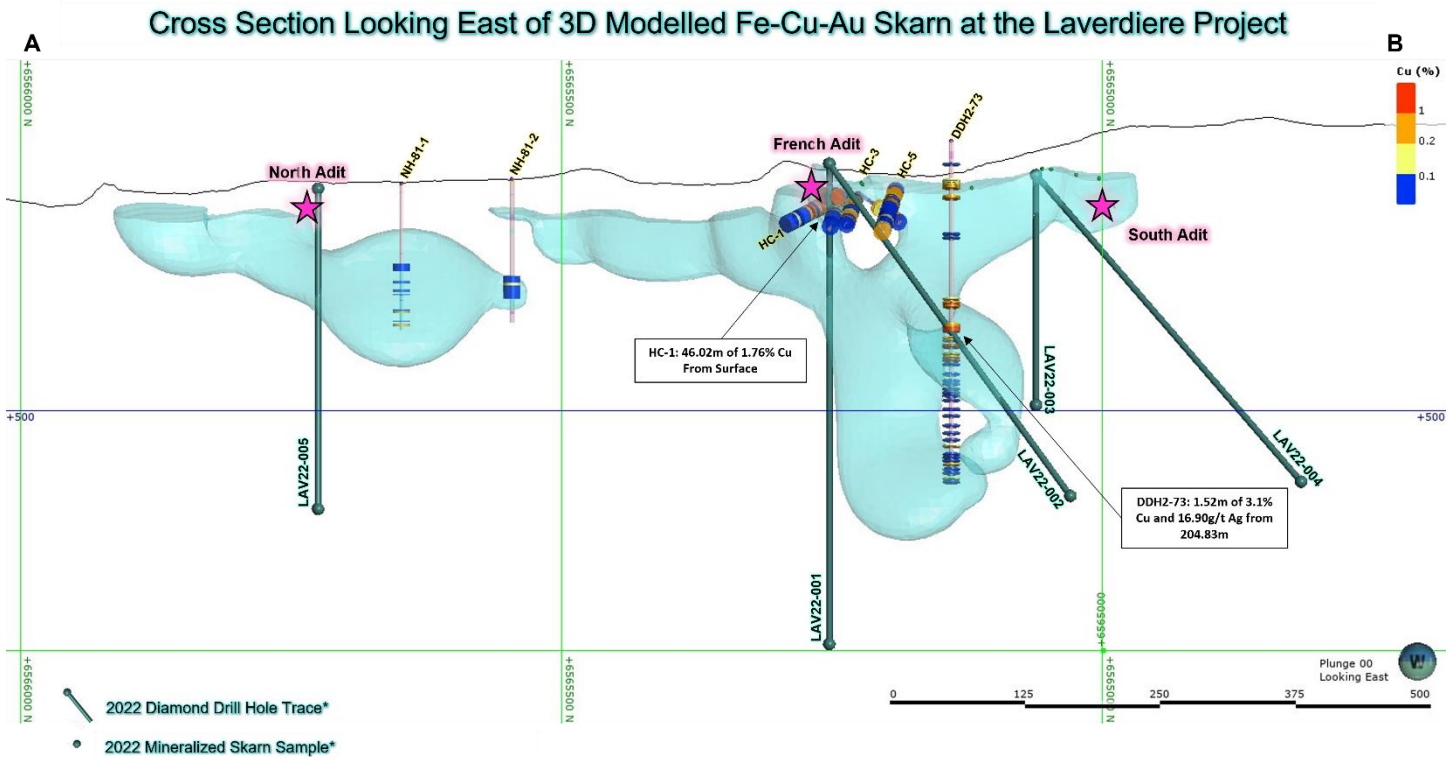 Cross Section Looking East of 3D Modelled Fe-Cu-Au Skarn at the Laverdiere Project
A
B
Cu (%)
1
0.2
0.1
N 0009959+
N 0055959+
N 0005959+
North Adit
NH-81-1
NH-81-2
French Adit
HC-3
HC-5
DDH2-73
HC-1
South Adit
HC-1: 46.02m of 1.76% Cu
From Surface
+500
+500
LAV22-005
LAV22-001
LAV22-003
LAV22-002
LAV22-004
DDH2-73: 1.52m of 3.1%
Cu and 16.90g/t Ag from
204.83m
+6565000
Plunge 00
Looking East
W
0 125 250 375 500
2022 Diamond Drill Hole Trace*
2022 Mineralized Skarn Sample*